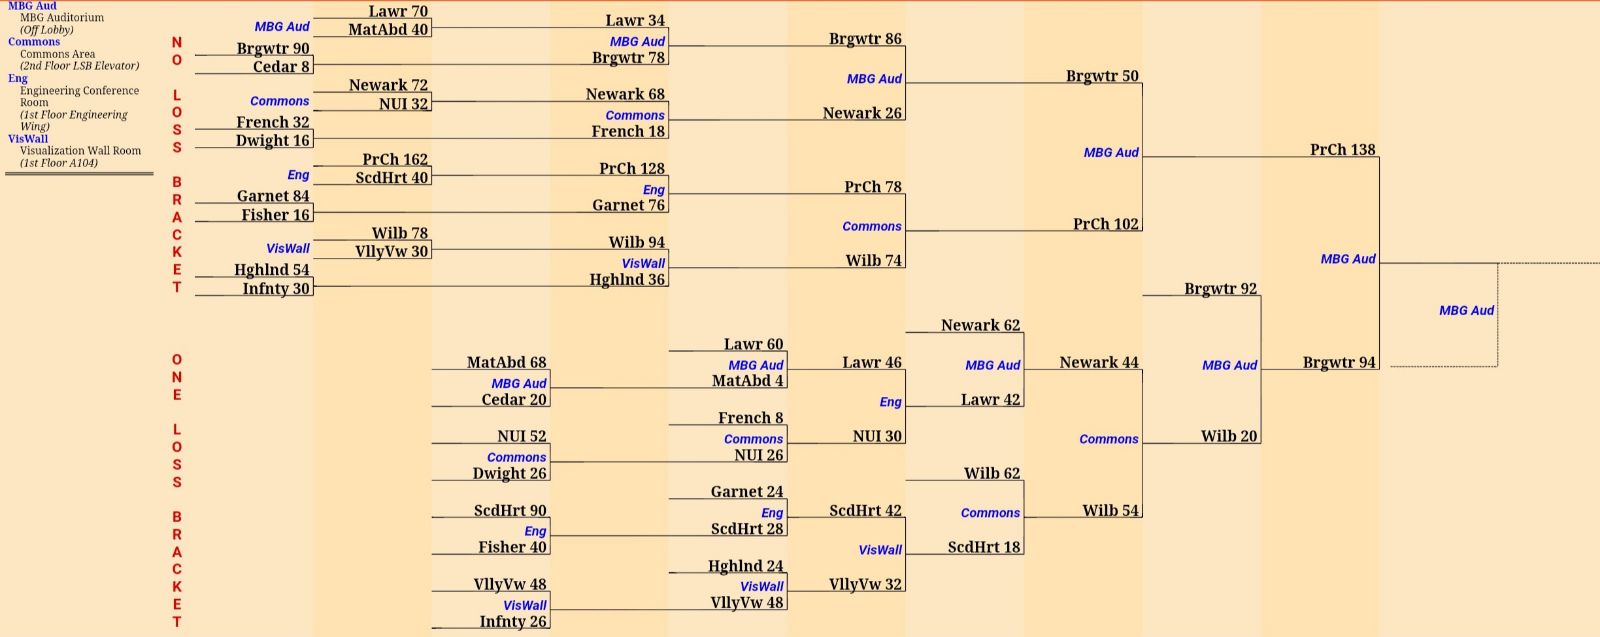 MBG Aud
MBG Auditorium
(Off Lobby)
Commons
Commons Area
(2nd Floor LSB Elevator)
Eng
Engineering Conference
Room
(1st Floor Engineering
Wing)
VisWall
Visualization Wall Room
(1st Floor A104)
NO LOSS BRACKET
Brgwtr 90
Cedar 8
French 32
Dwight 16
Garnet 84
Fisher 16
Hghlnd 54
Infnty 30
MBG Aud
Commons
Eng
VisWall
Lawr 70
MatAbd 40
Newark 72
NUI 32
PrCh 162
ScdHrt 40
Wilb 78
VllyVw 30
Lawr 34
MBG Aud
Brgwtr 78
Newark 68
Commons
French 18
PrCh 128
Eng
Garnet 76
Wilb 94
VisWall
Hghlnd 36
Brgwtr 86
MBG Aud
Newark 26
PrCh 78
Commons
Wilb 74
Brgwtr 50
MBG Aud
PrCh 102
PrCh 138
MBG Aud
Brgwtr 94
MBG Aud
ONE LOSS BRACKET
MatAbd 68
MBG Aud
Cedar 20
NUI 52
Commons
Dwight 26
ScdHrt 90
Eng
Fisher 40
VllyVw 48
VisWall
Infnty 26
Lawr 60
MBG Aud
MatAbd 4
French 8
Commons
NUI 26
Garnet 24
Eng
ScdHrt 28
Hghlnd 24
VisWall
VllyVw 48
Lawr 46
Eng
NUI 30
ScdHrt 42
VisWall
VllyVw 32
Newark 62
MBG Aud
Lawr 42
Wilb 62
Commons
ScdHrt 18
Newark 44
Commons
Wilb 54
Brgwtr 92
MBG Aud
Wilb 20